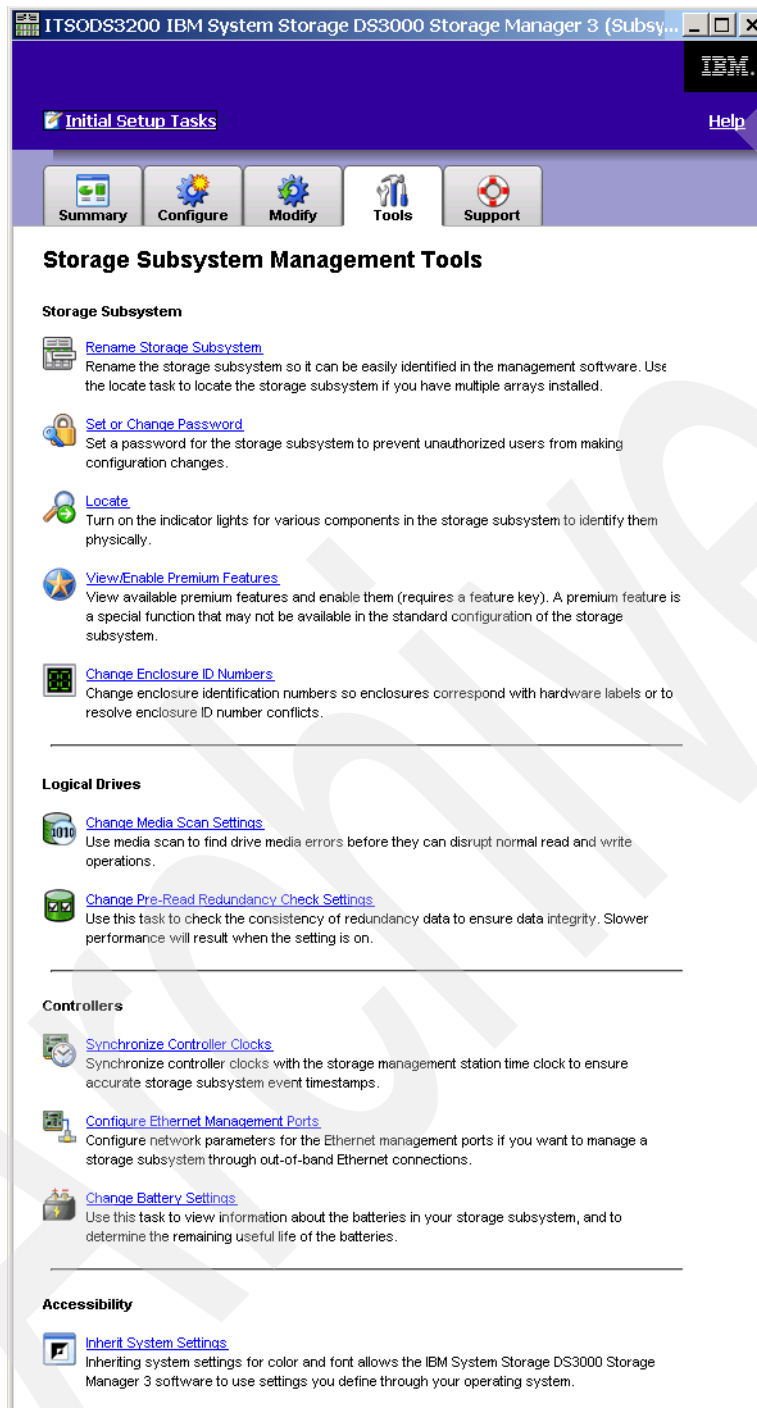 ITSODS3200 IBM System Storage DS3000 Storage Manager 3 (Subsy...
IBM.
Initial Setup Tasks
Help
Summary
Configure
Modify
Tools
Support
Storage Subsystem Management Tools
Storage Subsystem
Rename Storage Subsystem
Rename the storage subsystem so it can be easily identified in the management software. Use
the locate task to locate the storage subsystem if you have multiple arrays installed.
Set or Change Password
Set a password for the storage subsystem to prevent unauthorized users from making
configuration changes.
Locate
Turn on the indicator lights for various components in the storage subsystem to identify them
physically.
View/Enable Premium Features
View available premium features and enable them (requires a feature key). A premium feature is
a special function that may not be available in the standard configuration of the storage
subsystem.
Change Enclosure ID Numbers
Change enclosure identification numbers so enclosures correspond with hardware labels or to
resolve enclosure ID number conflicts.
Logical Drives
1010
Change Media Scan Settings
Use media scan to find drive media errors before they can disrupt normal read and write
operations.
Change Pre-Read Redundancy Check Settings
Use this task to check the consistency of redundancy data to ensure data integrity. Slower
performance will result when the setting is on.
Controllers
Synchronize Controller Clocks
Synchronize controller clocks with the storage management station time clock to ensure
accurate storage subsystem event timestamps.
Configure Ethernet Management Ports
Configure network parameters for the Ethernet management ports if you want to manage a
storage subsystem through out-of-band Ethernet connections.
Change Battery Settings
Use this task to view information about the batteries in your storage subsystem, and to
determine the remaining useful life of the batteries.
Accessibility
Inherit System Settings
Inheriting system settings for color and font allows the IBM System Storage DS3000 Storage
Manager 3 software to use settings you define through your operating system.